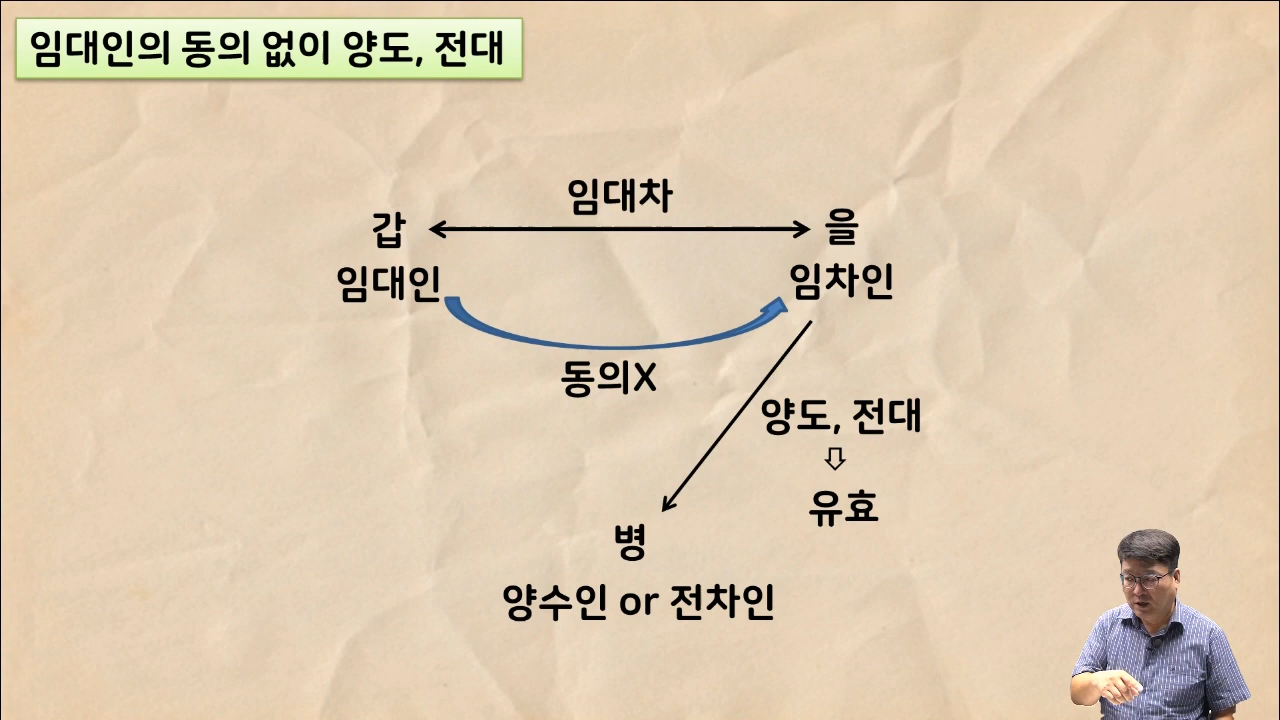 임대인의 동의 없이 양도, 전대
임대차
갑
을
임대인
임차인
동의X
양도, 전대
유효
병
양수인 or 전차인